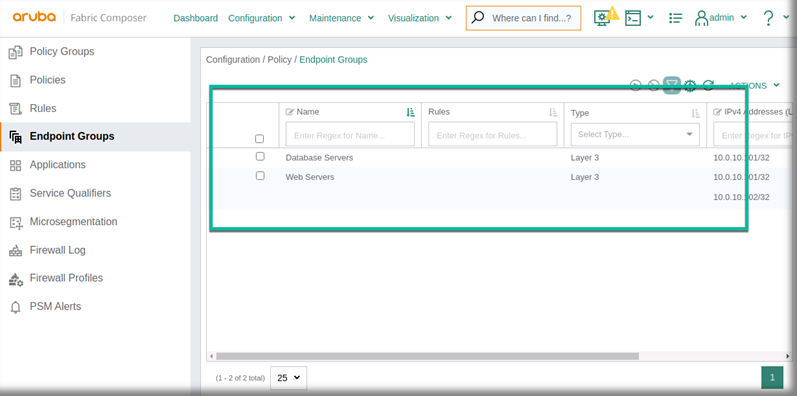 aruba Fabric Composer Dashboard Configuration Maintenance Visualization Where can I find...? admin ?
Policy Groups
Policies
Rules
Endpoint Groups
Applications
Service Qualifiers
Microsegmentation
Firewall Log
Firewall Profiles
PSM Alerts
Configuration / Policy / Endpoint Groups
ACTIONS
Name Rules Type IPv4 Addresses (L
Enter Regex for Name... Enter Regex for Rules... Select Type... Enter Regex for IP
Database Servers Layer 3 10.0.10.201/32
Web Servers Layer 3 10.0.10.101/32
10.0.10.102/32
(1 - 2 of 2 total) 25 1